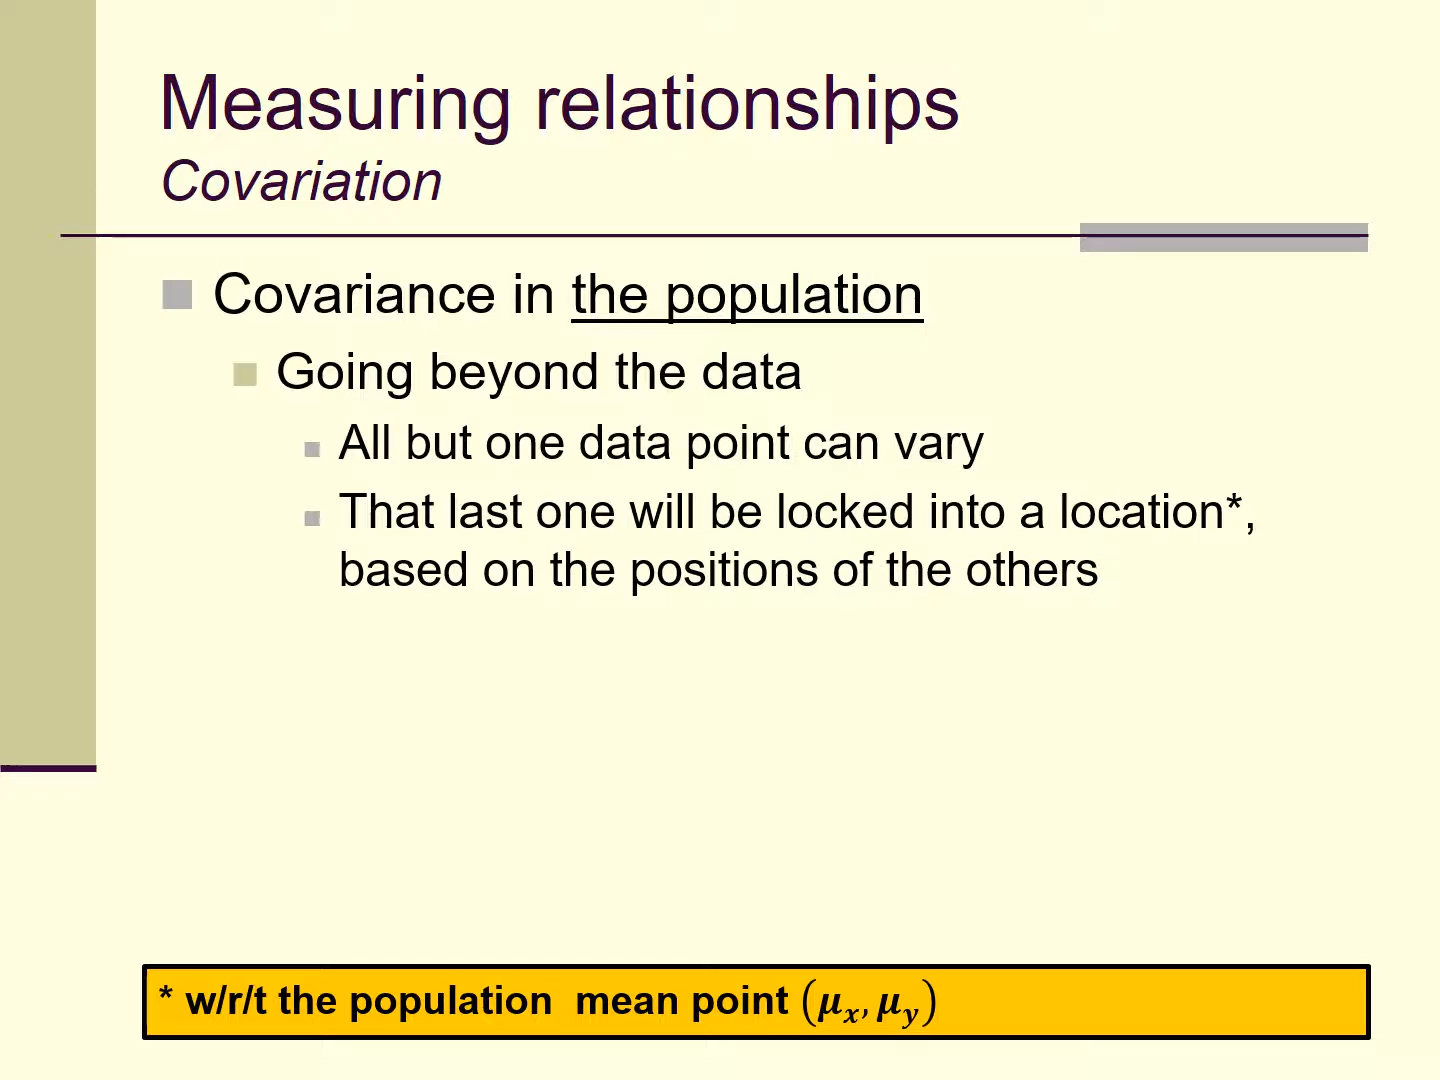 Measuring relationships
Covariation
Covariance in the population
Going beyond the data
All but one data point can vary
That last one will be locked into a location*,
based on the positions of the others
* w/r/t the population mean point (μₓ, μᵧ)